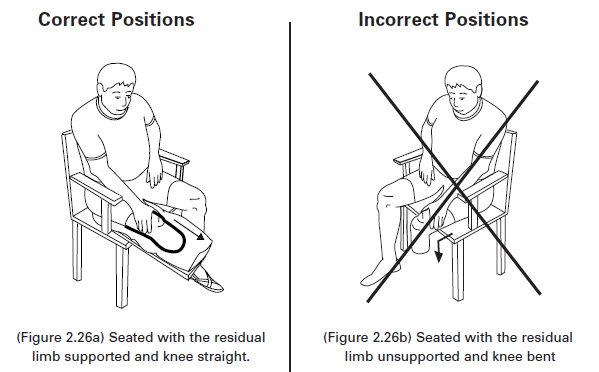 Correct Positions
Incorrect Positions
(Figure 2.26a) Seated with the residual
limb supported and knee straight.
(Figure 2.26b) Seated with the residual
limb unsupported and knee bent